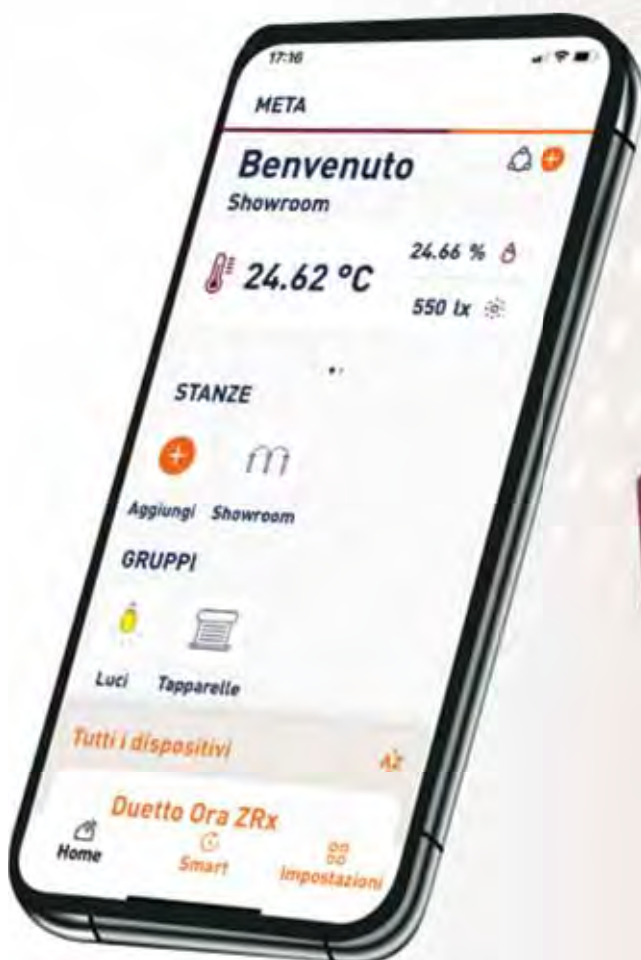 17:16
META
Benvenuto
Showroom
24.62 °C
24.66 %
550 lx
STANZE
Aggiungi Showroom
GRUPPI
Luci Tapparelle
Tutti i dispositivi
AZ
Duetto Ora ZRx
Home Smart Impostazioni